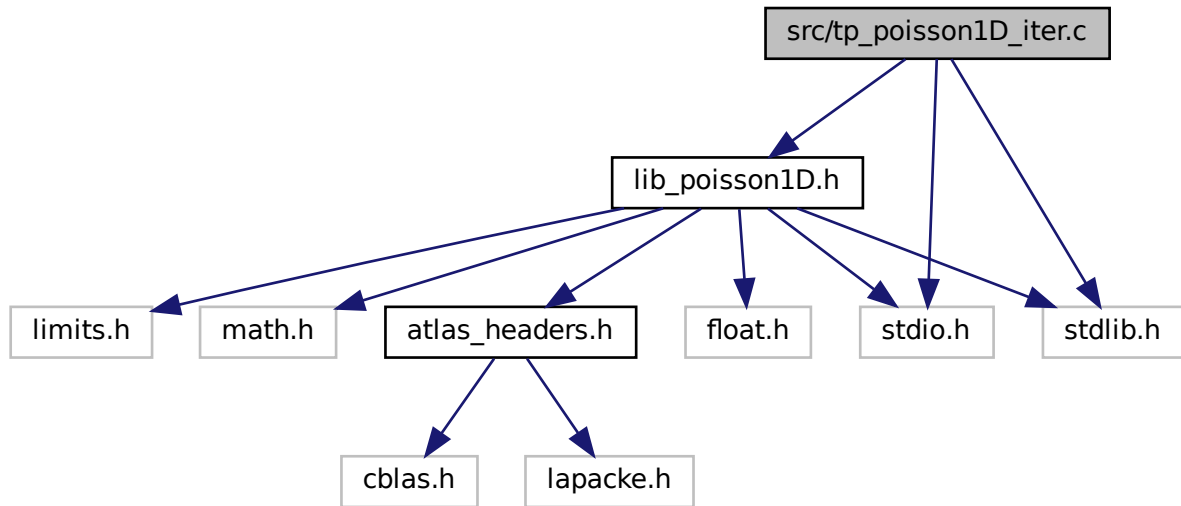 src/tp_poisson1D_iter.c
lib_poisson1D.h
limits.h
math.h
atlas_headers.h
float.h
stdio.h
stdlib.h
cblas.h
lapacke.h